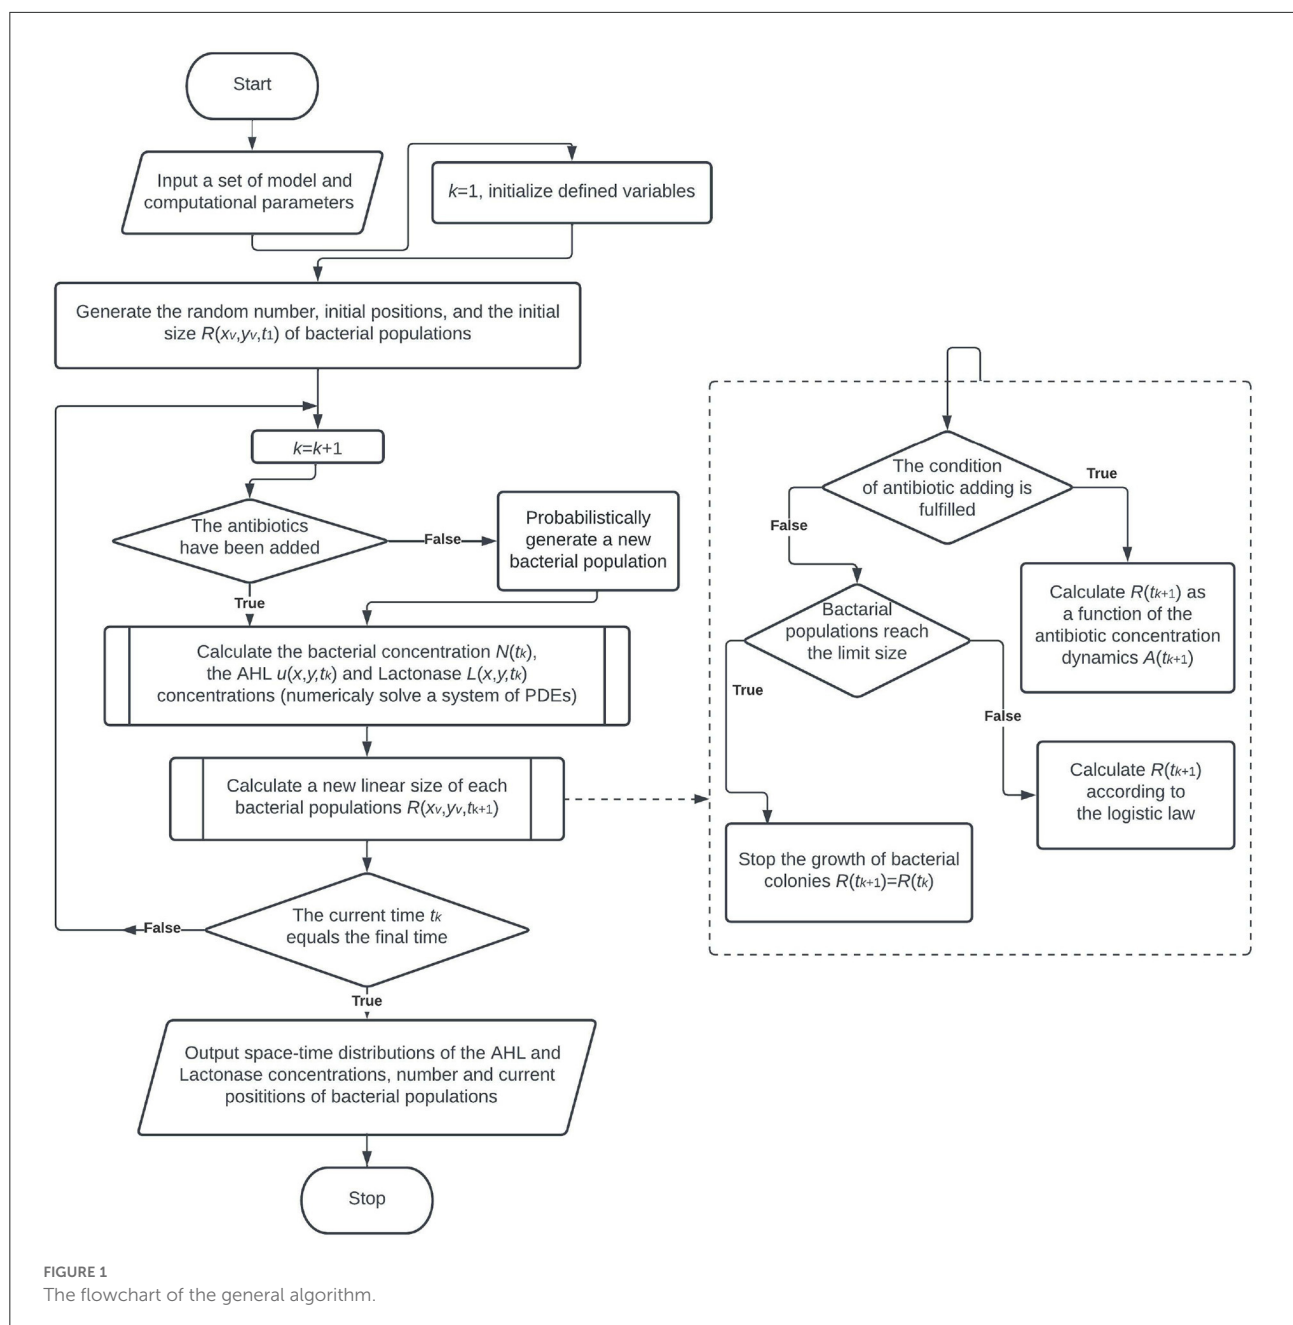 Start
Input a set of model and
computational parameters
k=1, initialize defined variables
Generate the random number, initial positions, and the initial
size R(xv,yv,t1) of bacterial populations
k=k+1
The antibiotics
have been added
False
Probabilistically
generate a new
bacterial population
True
Calculate the bacterial concentration N(tk),
the AHL u(x,y,tk) and Lactonase L(x,y,tk)
concentrations (numericaly solve a system of PDEs)
Calculate a new linear size of each
bacterial populations R(xv,yv,tk+1)
The current time tk
equals the final time
False
True
Output space-time distributions of the AHL and
Lactonase concentrations, number and current
posititions of bacterial populations
Stop
The condition
of antibiotic adding is
fulfilled
True
False
Calculate R(tk+1) as
a function of the
antibiotic concentration
dynamics A(tk+1)
Bactarial
populations reach
the limit size
True
False
Calculate R(tk+1)
according to
the logistic law
Stop the growth of bacterial
colonies R(tk+1)=R(tk)
FIGURE 1
The flowchart of the general algorithm.